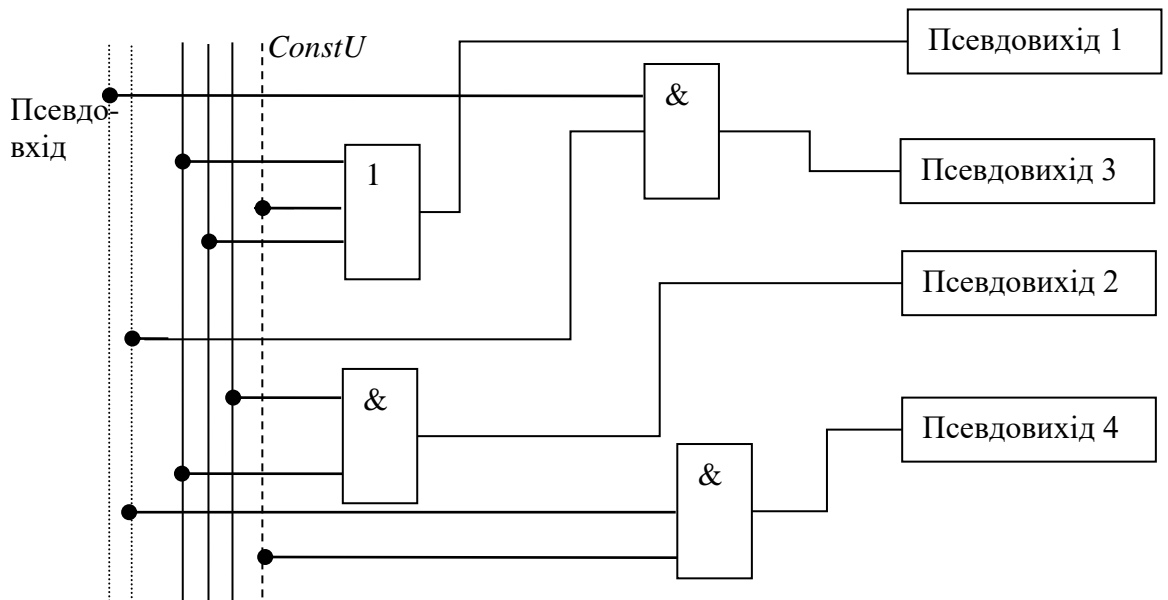 ConstU
Псевдовихід 1
&
Псевдо-
вхід
1
Псевдовихід 3
Псевдовихід 2
&
Псевдовихід 4
&